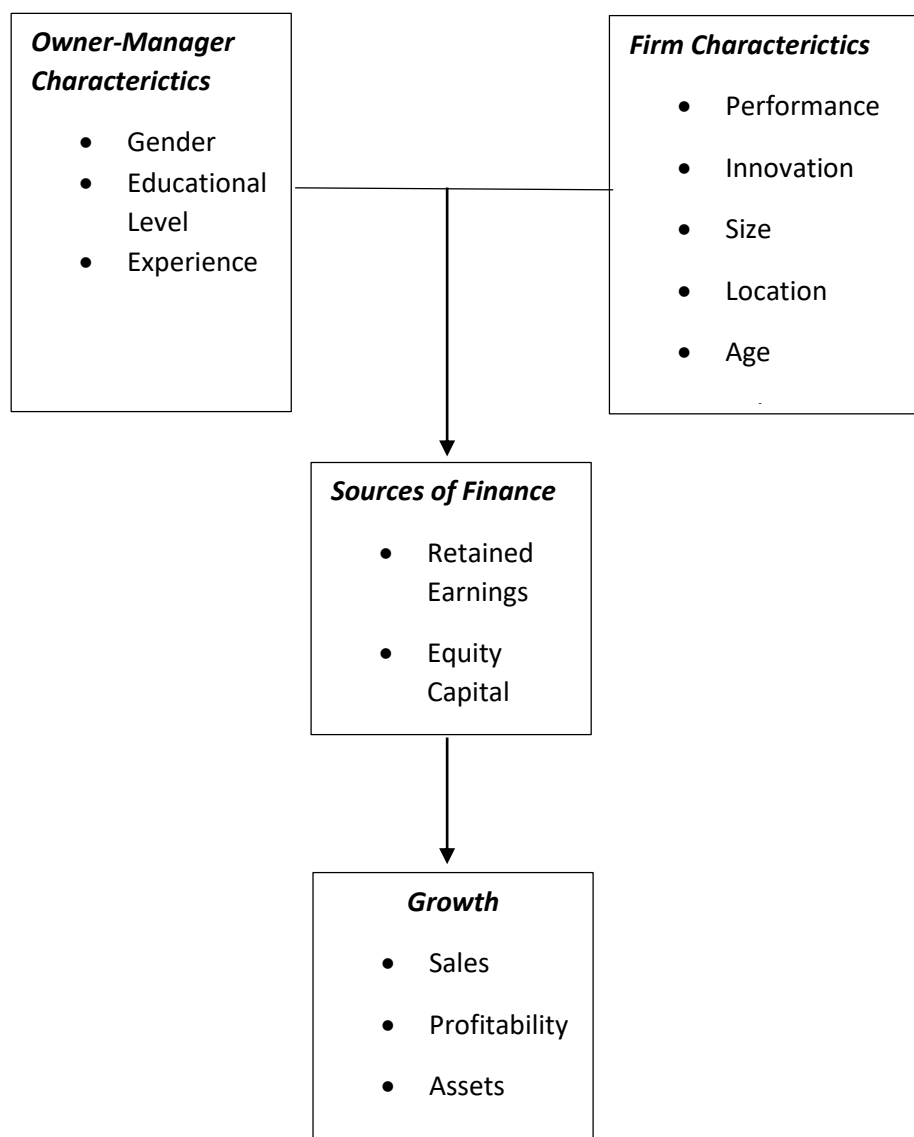 Owner-Manager
Characterictics
• Gender
• Educational
Level
• Experience
Firm Characterictics
• Performance
• Innovation
• Size
• Location
• Age
Sources of Finance
• Retained
Earnings
• Equity
Capital
Growth
• Sales
• Profitability
• Assets